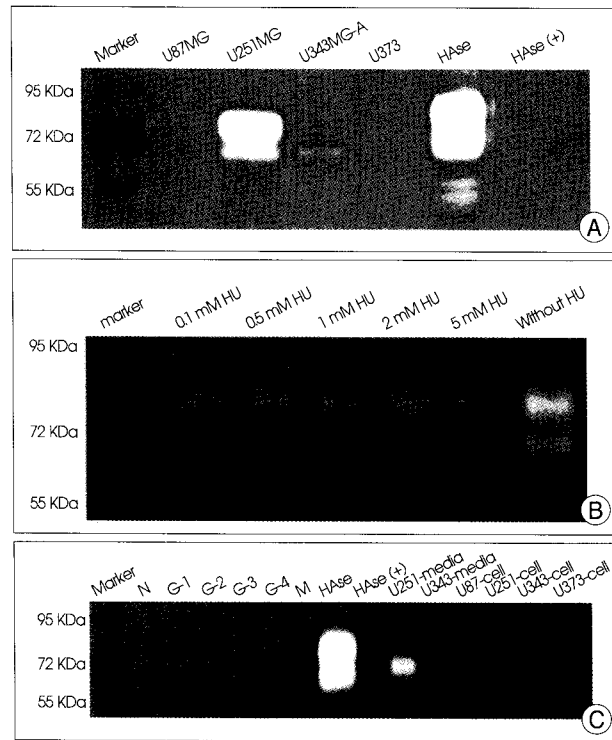 Marker U87MG U251MG U343MG-A U373 HAse HAse (+)
95 KDa
72 KDa
55 KDa
A
marker 0.1 mM HU 0.5 mM HU 1 mM HU 2 mM HU 5 mM HU Without HU
95 KDa
72 KDa
55 KDa
B
Marker N G-1 G-2 G-3 G-4 M HAse HAse (+) U251-media U343-media U87-cell U251-cell U343-cell U373-cell
95 KDa
72 KDa
55 KDa
C